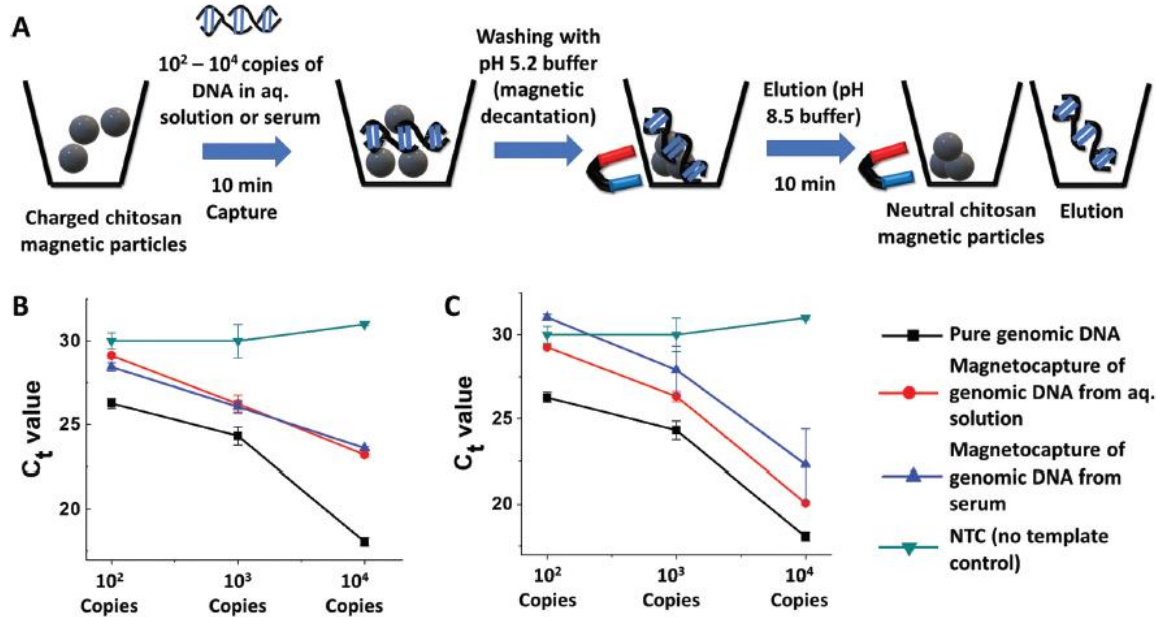 A
10² – 10⁴ copies of
DNA in aq.
solution or serum
10 min
Capture
Charged chitosan
magnetic particles
Washing with
pH 5.2 buffer
(magnetic
decantation)
Elution (pH
8.5 buffer)
10 min
Neutral chitosan
magnetic particles
Elution
B
Cₜ value
30
25
20
10² 10³ 10⁴
Copies Copies Copies
C
Cₜ value
30
25
20
10² 10³ 10⁴
Copies Copies Copies
Pure genomic DNA
Magnetocapture of
genomic DNA from aq.
solution
Magnetocapture of
genomic DNA from
serum
NTC (no template
control)